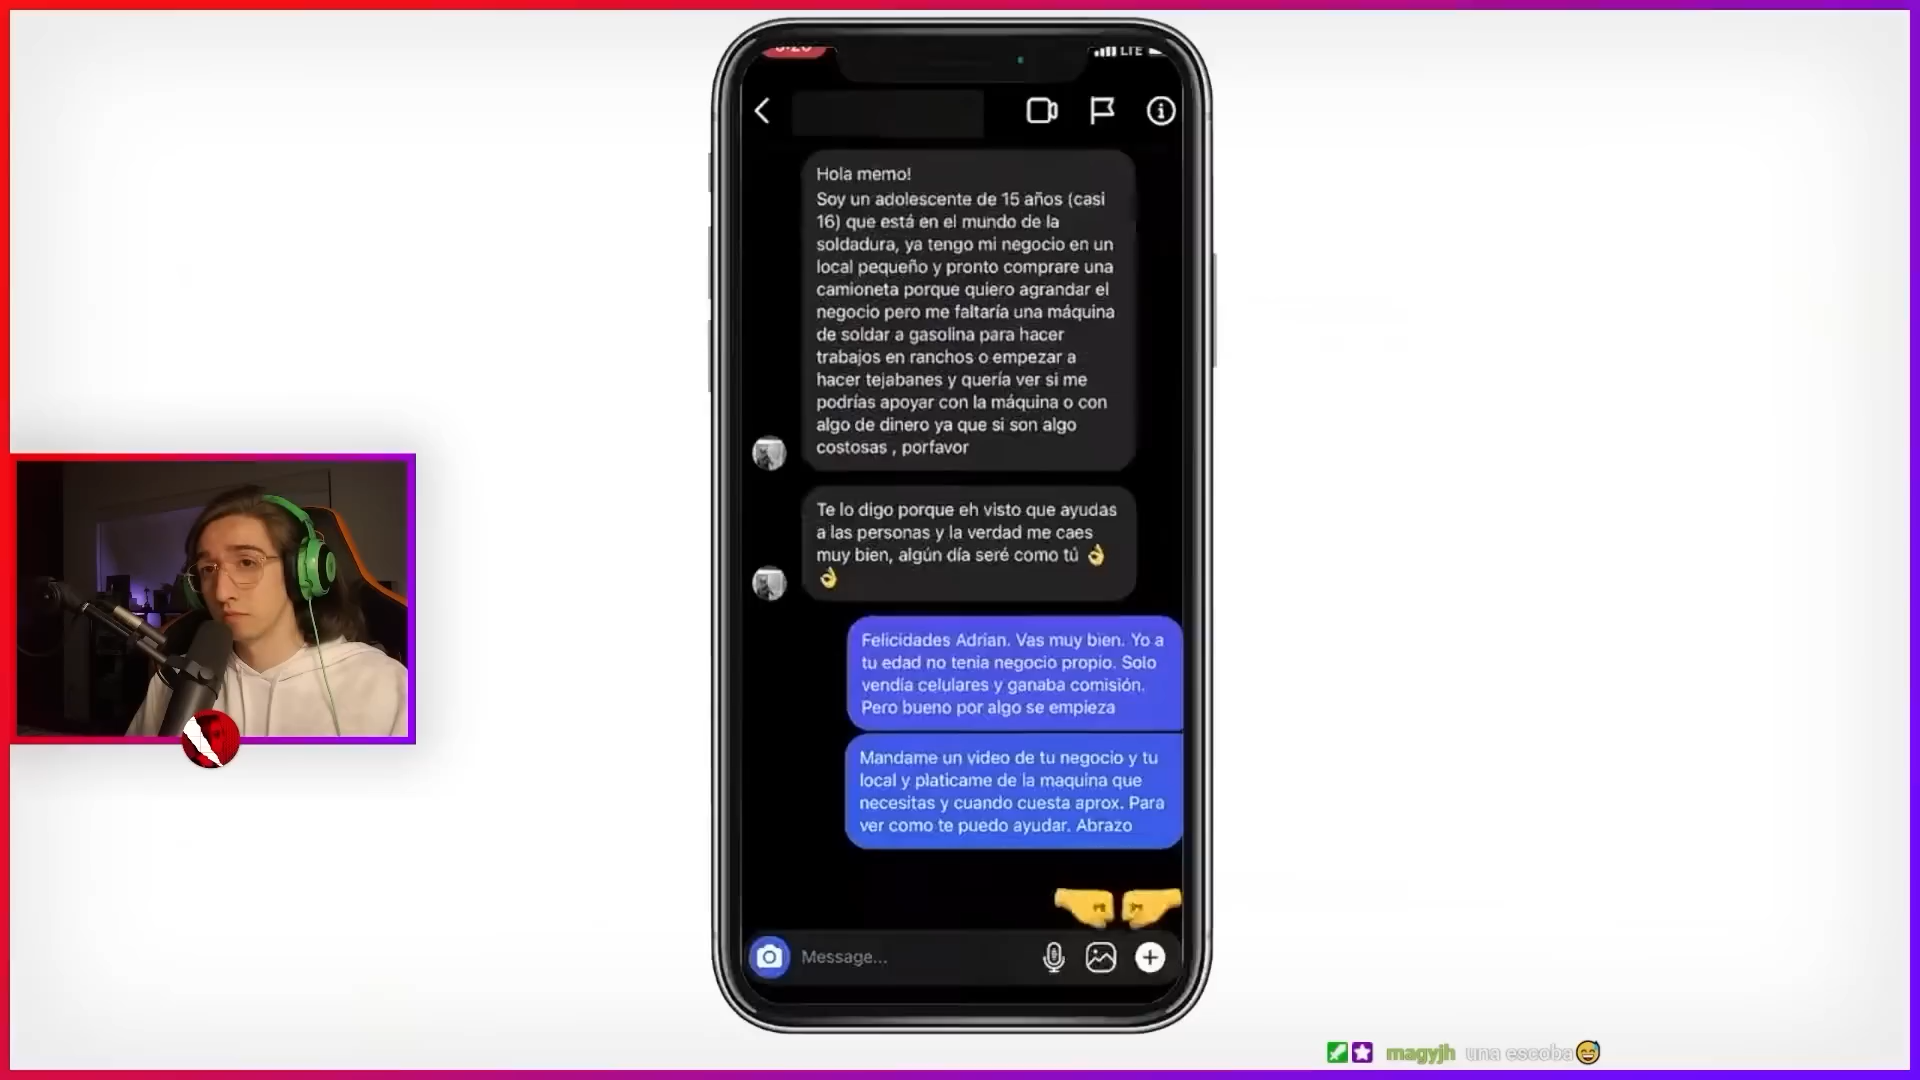 LTE
Hola memo!
Soy un adolescente de 15 años (casi
16) que está en el mundo de la
soldadura, ya tengo mi negocio en un
local pequeño y pronto comprare una
camioneta porque quiero agrandar el
negocio pero me faltaría una máquina
de soldar a gasolina para hacer
trabajos en ranchos o empezar a
hacer tejabanes y quería ver si me
podrías apoyar con la máquina o con
algo de dinero ya que si son algo
costosas , porfavor
Te lo digo porque eh visto que ayudas
a las personas y la verdad me caes
muy bien, algún día seré como tú 👌
👌
Felicidades Adrian. Vas muy bien. Yo a
tu edad no tenia negocio propio. Solo
vendía celulares y ganaba comisión.
Pero bueno por algo se empieza
Mandame un video de tu negocio y tu
local y platicame de la maquina que
necesitas y cuando cuesta aprox. Para
ver como te puedo ayudar. Abrazo
Message...
magyjh una escoba😅